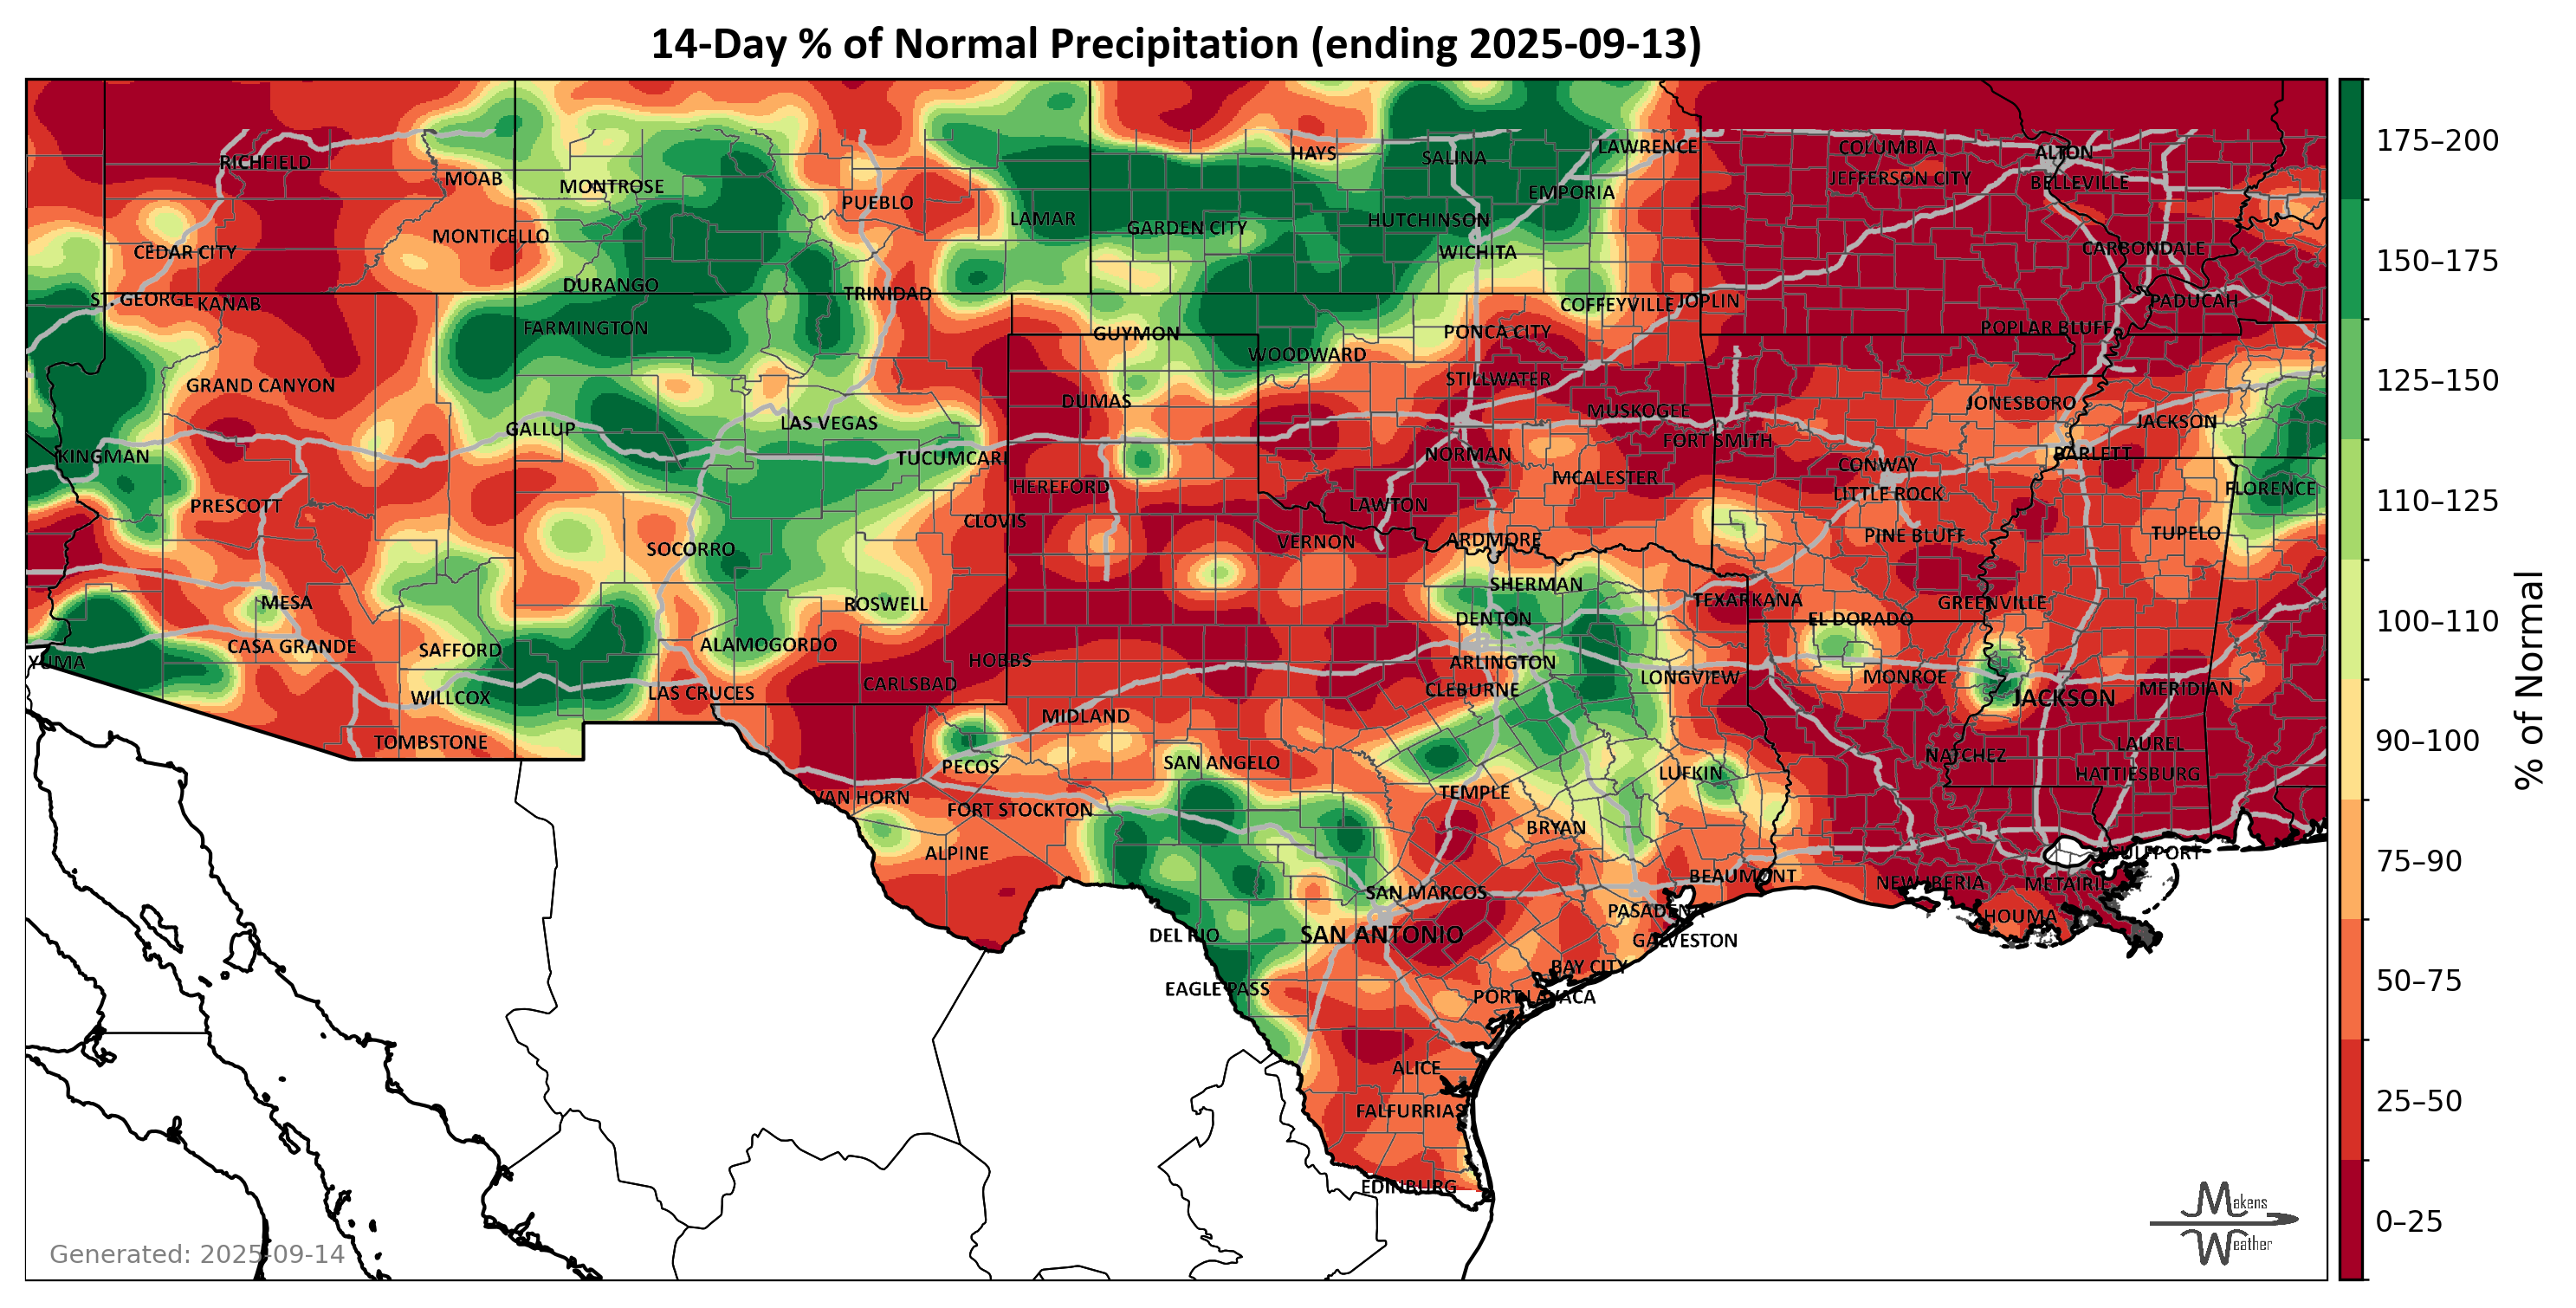 14-Day % of Normal Precipitation (ending 2025-09-13)
HAYS
SALINA
LAWRENCE
COLUMBIA
ALTON
RICHFIELD
MOAB
MONTROSE
EMPORIA
JEFFERSON CITY
BELLEVILLE
PUEBLO
LAMAR
GARDEN CITY
HUTCHINSON
MONTICELLO
CEDAR CITY
WICHITA
CARBONDALE
DURANGO
TRINIDAD
ST. GEORGE
KANAB
COFFEYVILLE
JOPLIN
PADUCAH
FARMINGTON
GUYMON
PONCA CITY
POPLAR BLUFF
WOODWARD
GRAND CANYON
STILLWATER
DUMAS
MUSKOGEE
JONESBORO
GALLUP
LAS VEGAS
JACKSON
FORT SMITH
KINGMAN
TUCUMCARI
NORMAN
BARLETT
CONWAY
HEREFORD
MCALESTER
LITTLE ROCK
FLORENCE
PRESCOTT
CLOVIS
LAWTON
SOCORRO
VERNON
ARDMORE
PINE BLUFF
TUPELO
SHERMAN
MESA
ROSWELL
TEXARKANA
GREENVILLE
DENTON
EL DORADO
CASA GRANDE
SAFFORD
ALAMOGORDO
YUMA
HOBBS
ARLINGTON
WILLCOX
LAS CRUCES
CARLSBAD
CLEBURNE
LONGVIEW
MONROE
JACKSON
MERIDIAN
MIDLAND
TOMBSTONE
PECOS
SAN ANGELO
LUFKIN
NATCHEZ
LAUREL
HATTIESBURG
VAN HORN
FORT STOCKTON
TEMPLE
BRYAN
ALPINE
GULFPORT
SAN MARCOS
BEAUMONT
NEW IBERIA
METAIRIE
PASADENA
HOUMA
DEL RIO
SAN ANTONIO
GALVESTON
EAGLE PASS
BAY CITY
PORT LAVACA
ALICE
FALFURRIAS
EDINBURG
Generated: 2025-09-14
Makens
Weather
175–200
150–175
125–150
110–125
100–110
90–100
75–90
50–75
25–50
0–25
% of Normal